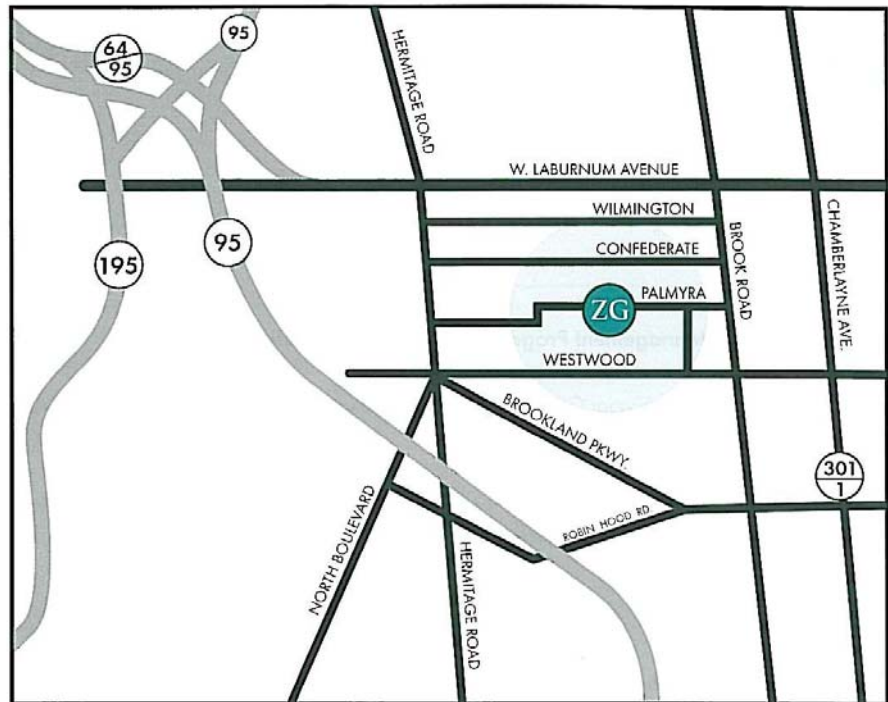 95
64
95
HERMITAGE ROAD
W. LABURNUM AVENUE
WILMINGTON
CONFEDERATE
BROOK ROAD
CHAMBERLAYNE AVE.
195
95
PALMYRA
ZG
WESTWOOD
BROOKLAND PKWY.
301
1
NORTH BOULEVARD
ROBIN HOOD RD
HERMITAGE ROAD